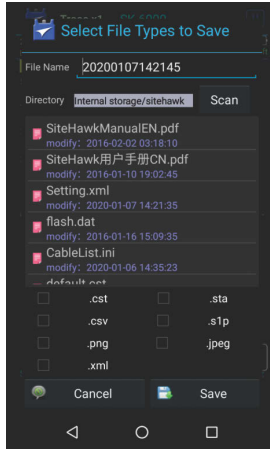 Select File Types to Save
File Name 20200107142145
Directory Internal storage/sitehawk Scan
SiteHawkManualEN.pdf
modify: 2016-02-02 03:18:10
SiteHawk用户手册CN.pdf
modify: 2016-01-10 19:02:45
Setting.xml
modify: 2020-01-07 14:21:35
flash.dat
modify: 2016-01-16 15:09:35
CableList.ini
modify: 2020-01-06 14:35:23
default.cst
.cst .sta
.csv .s1p
.png .jpeg
.xml
Cancel Save